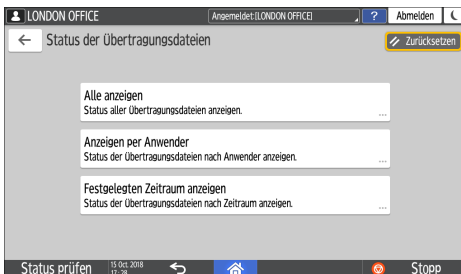 LONDON OFFICE
Angemeldet:[LONDON OFFICE]
?
Abmelden
Status der Übertragungsdateien
Zurücksetzen
Alle anzeigen
Status aller Übertragungsdateien anzeigen.
...
Anzeigen per Anwender
Status der Übertragungsdateien nach Anwender anzeigen.
...
Festgelegten Zeitraum anzeigen
Status der Übertragungsdateien nach Zeitraum anzeigen.
...
Status prüfen
15 Oct. 2018
17:28
Stopp